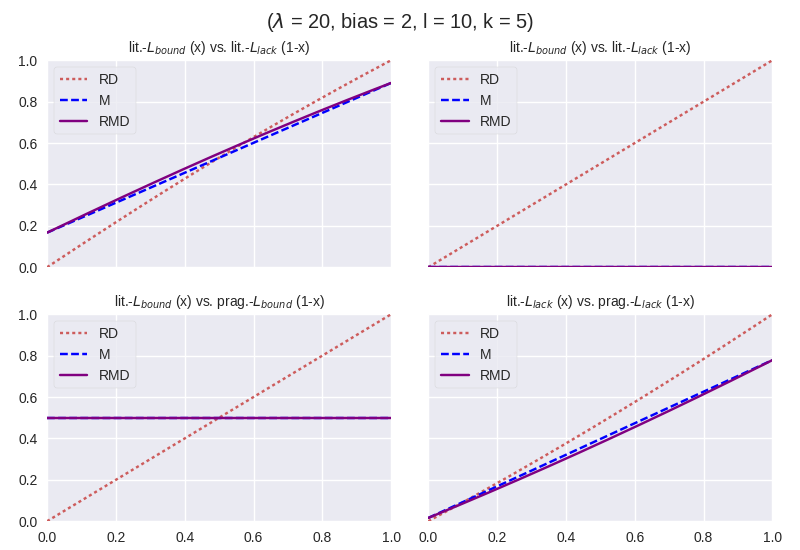 (λ = 20, bias = 2, l = 10, k = 5)
lit.-L_bound (x) vs. lit.-L_lack (1-x)
lit.-L_bound (x) vs. lit.-L_lack (1-x)
1.0
0.8
0.6
0.4
0.2
0.0
RD
M
RMD
RD
M
RMD
lit.-L_bound (x) vs. prag.-L_bound (1-x)
lit.-L_lack (x) vs. prag.-L_lack (1-x)
1.0
0.8
0.6
0.4
0.2
0.0
RD
M
RMD
RD
M
RMD
0.0 0.2 0.4 0.6 0.8 1.0
0.0 0.2 0.4 0.6 0.8 1.0